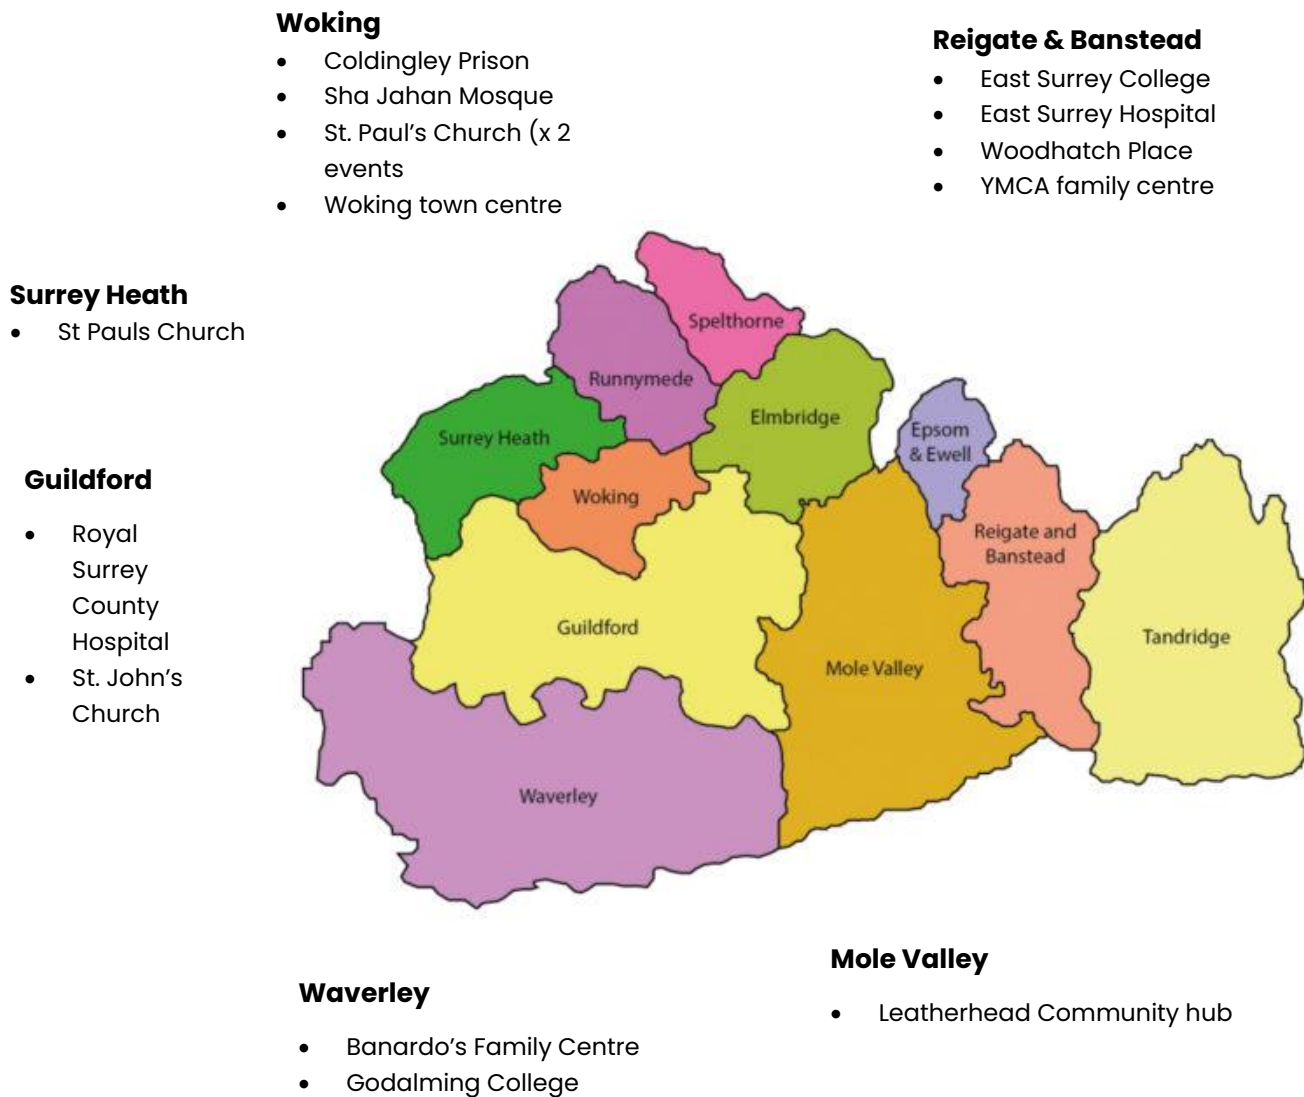 Woking
• Coldingley Prison
• Sha Jahan Mosque
• St. Paul's Church (x 2
events
• Woking town centre
Reigate & Banstead
• East Surrey College
• East Surrey Hospital
• Woodhatch Place
• YMCA family centre
Surrey Heath
• St Pauls Church
Guildford
• Royal
Surrey
County
Hospital
• St. John's
Church
Spelthorne
Runnymede
Elmbridge
Surrey Heath
Epsom
& Ewell
Woking
Reigate and
Banstead
Guildford
Mole Valley
Tandridge
Waverley
Waverley
• Banardo's Family Centre
• Godalming College
Mole Valley
• Leatherhead Community hub